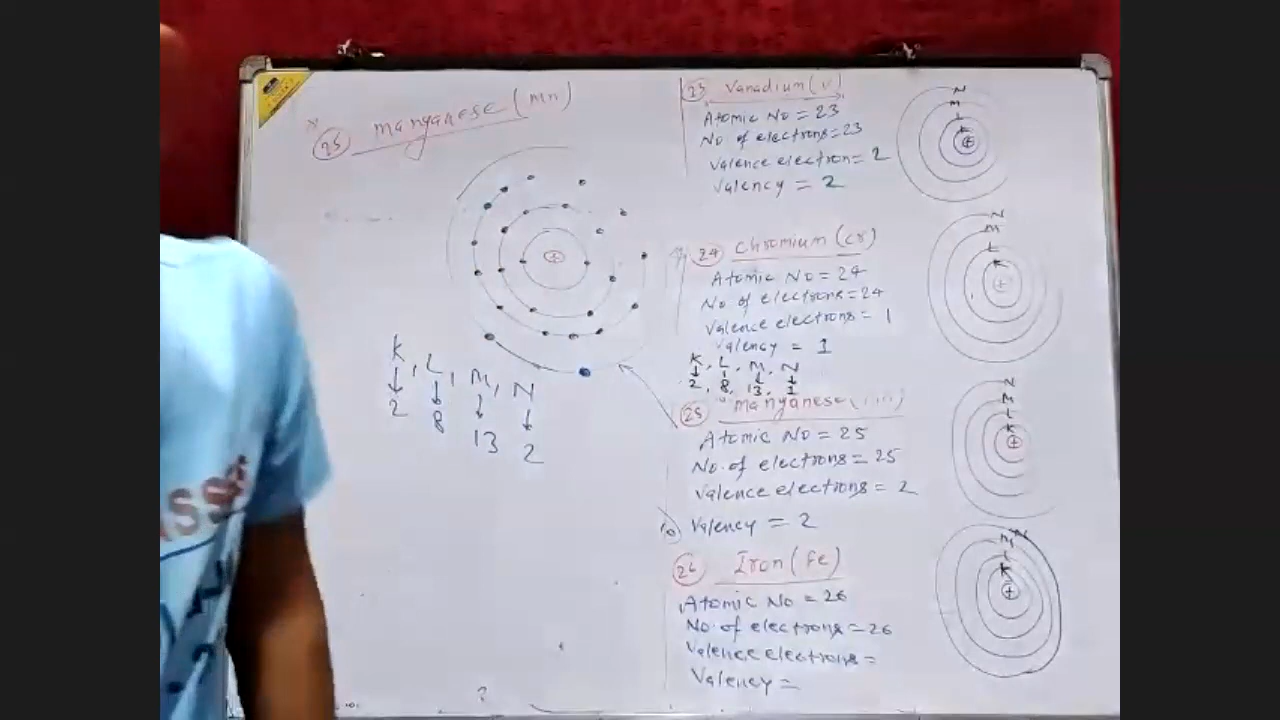 25 manganese (Mn)
+
K, L, M, N
2 8 13 2
23 Vanadium (V)
Atomic No = 23
No of electrons = 23
Valence electron = 2
Valency = 2
N
M
L
K
+
24 Chromium (Cr)
Atomic No = 24
No of electrons = 24
Valence electrons = 1
Valency = 1
K, L, M, N
2, 8, 13, 1
N
M
L
K
+
25 Manganese (Mn)
Atomic No = 25
No. of electrons = 25
Valence electrons = 2
Valency = 2
N
M
L
K
+
26 Iron (Fe)
Atomic No = 26
No. of electrons = 26
Valence electrons =
Valency =
N
M
L
K
+